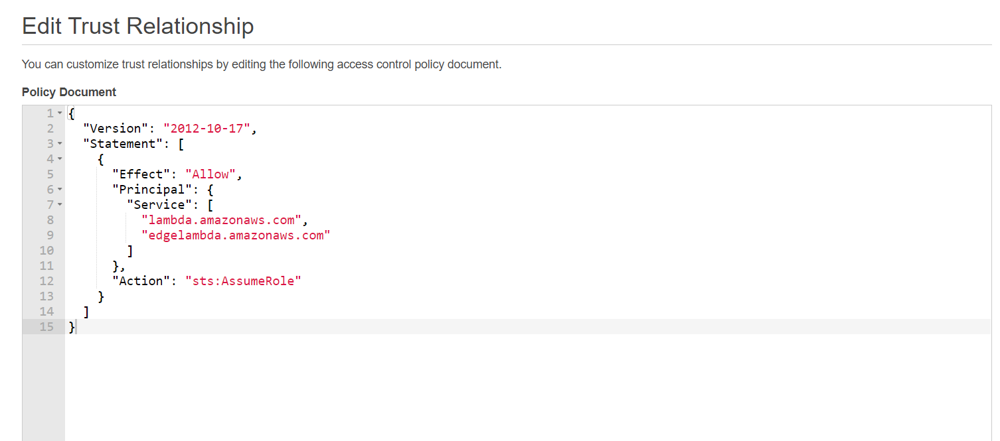 Edit Trust Relationship
You can customize trust relationships by editing the following access control policy document.
Policy Document
1 {
2 "Version": "2012-10-17",
3 "Statement": [
4 {
5 "Effect": "Allow",
6 "Principal": {
7 "Service": [
8 "lambda.amazonaws.com",
9 "edgelambda.amazonaws.com"
10 ]
11 },
12 "Action": "sts:AssumeRole"
13 }
14 ]
15 }